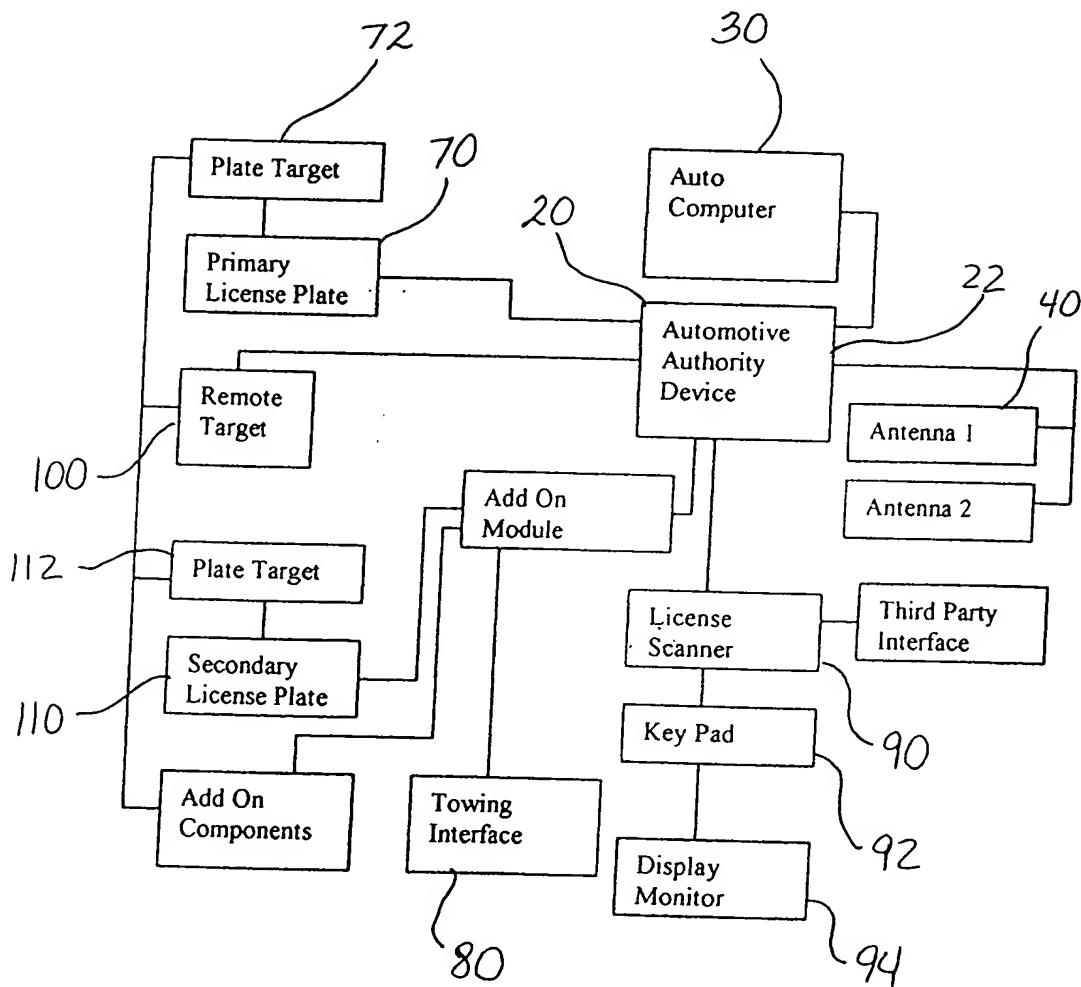 72
30
Plate Target
70
Auto
Computer
20
Primary
License Plate
22
40
Automotive
Authority
Device
Remote
Target
Antenna 1
100
Add On
Module
Antenna 2
112
Plate Target
License
Scanner
Third Party
Interface
Secondary
License Plate
110
Key Pad
90
Add On
Components
Towing
Interface
92
Display
Monitor
80
94